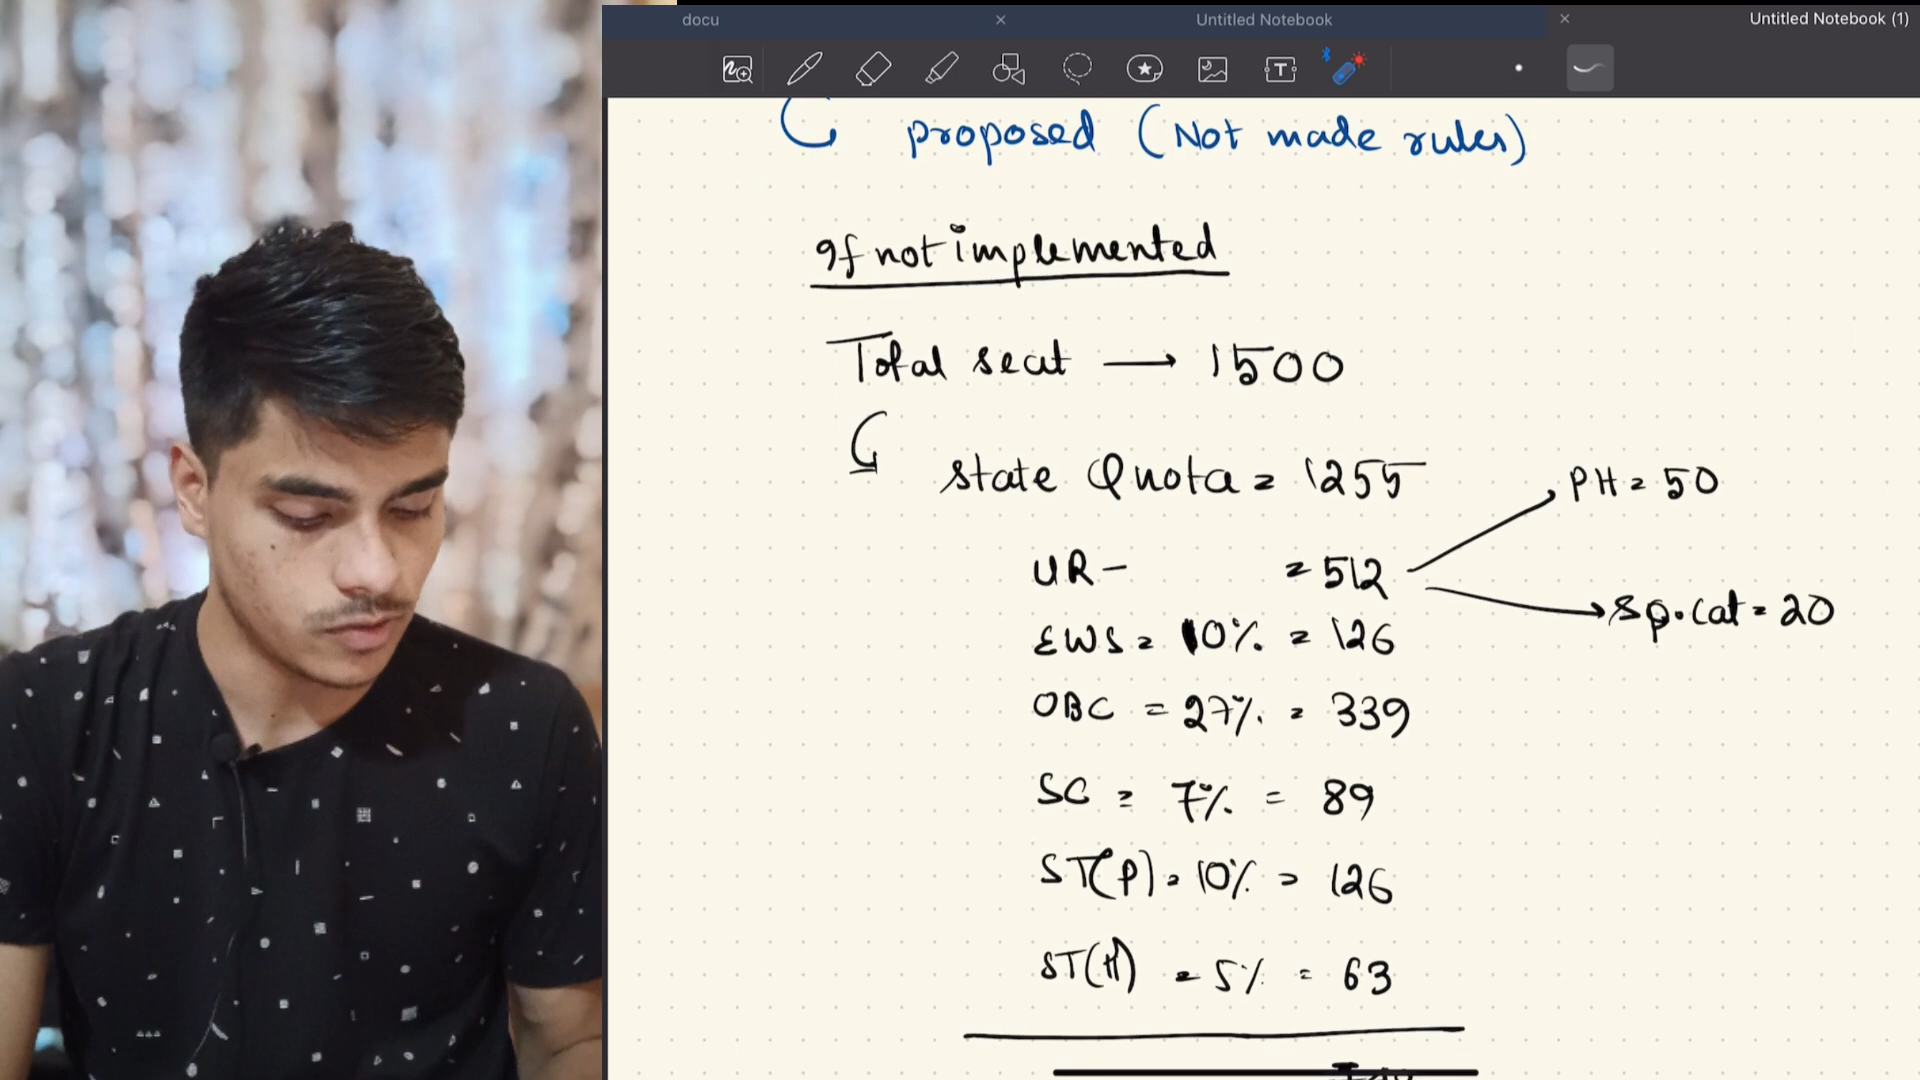 docu × Untitled Notebook × Untitled Notebook (1)
T
proposed (Not made rules)
If not implemented
Total seat → 1500
State Quota = 1255
PH = 50
UR - = 512
Sp. Cat = 20
EWS = 10% = 126
OBC = 27% = 339
SC = 7% = 89
ST(P) = 10% = 126
ST(H) = 5% = 63